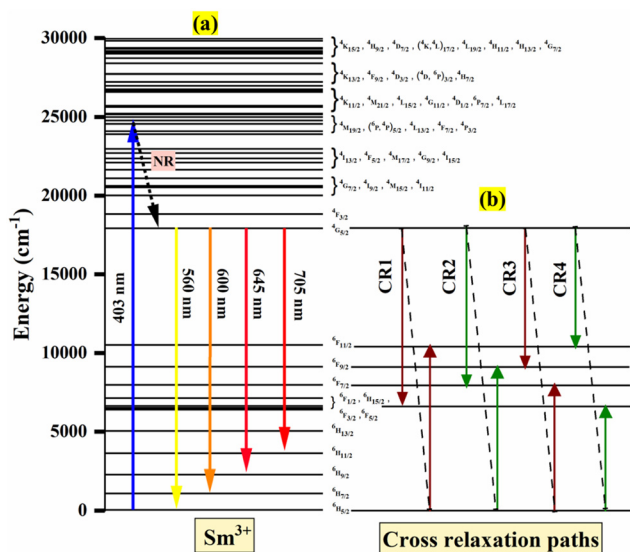 (a)
30000
25000
20000
15000
10000
5000
0
Energy (cm⁻¹)
NR
403 nm
560 nm
600 nm
645 nm
705 nm
}⁴K₁₅/₂ , ⁴H₉/₂ , ⁴D₇/₂ , (⁴K,⁴L)₁₇/₂ , ⁴L₁₉/₂ , ⁴H₁₁/₂ , ⁴H₁₃/₂ , ⁴G₇/₂
}⁴K₁₃/₂ , ⁴F₉/₂ , ⁴D₃/₂ , (⁴D, ⁶P)₃/₂, ⁴H₇/₂
}⁴K₁₁/₂ , ⁴M₂₁/₂ , ⁴L₁₅/₂ , ⁴G₁₁/₂ , ⁴D₁/₂ , ⁶P₇/₂ , ⁴L₁₇/₂
}⁴M₁₉/₂ , (⁶P, ⁴P)₅/₂ , ⁴L₁₃/₂ , ⁴F₇/₂ , ⁴P₃/₂
}⁴I₁₃/₂ , ⁴F₅/₂ , ⁴M₁₇/₂ , ⁴G₉/₂ , ⁴I₁₅/₂
}⁴G₇/₂ , ⁴I₉/₂ , ⁴M₁₅/₂ , ⁴I₁₁/₂
⁴F₃/₂
⁴G₅/₂
⁶F₁₁/₂
⁶F₉/₂
⁶F₇/₂
} ⁶F₁/₂ , ⁶H₁₅/₂ ,
⁶F₃/₂ , ⁶F₅/₂
⁶H₁₃/₂
⁶H₁₁/₂
⁶H₉/₂
⁶H₇/₂
⁶H₅/₂
Sm³⁺
(b)
CR1
CR2
CR3
CR4
Cross relaxation paths